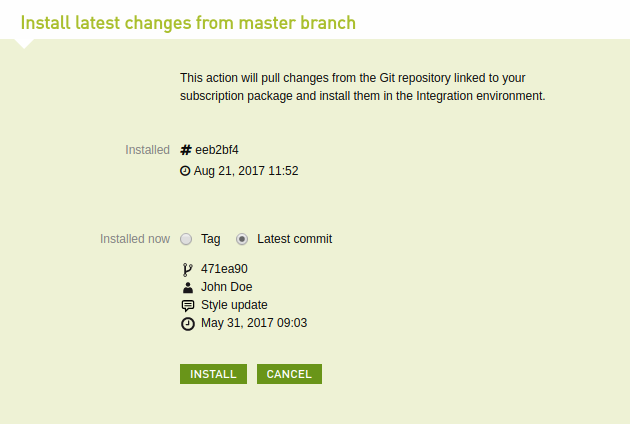 Install latest changes from master branch
This action will pull changes from the Git repository linked to your
subscription package and install them in the Integration environment.
Installed # eeb2bf4
Aug 21, 2017 11:52
Installed now Tag Latest commit
471ea90
John Doe
Style update
May 31, 2017 09:03
INSTALL CANCEL